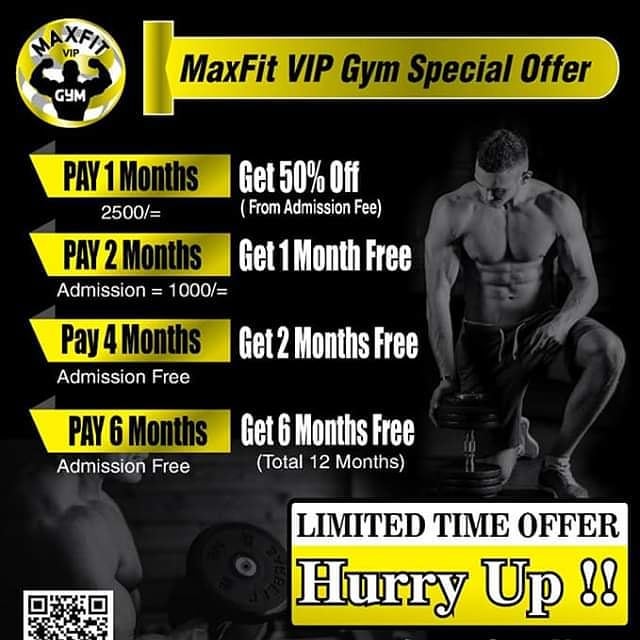 MAXFIT
VIP
GYM
MaxFit VIP Gym Special Offer
PAY 1 Months
Get 50% Off
2500/=
( From Admission Fee)
PAY 2 Months
Get 1 Month Free
Admission = 1000/=
Pay 4 Months
Get 2 Months Free
Admission Free
PAY 6 Months
Get 6 Months Free
Admission Free
(Total 12 Months)
LIMITED TIME OFFER
Hurry Up !!